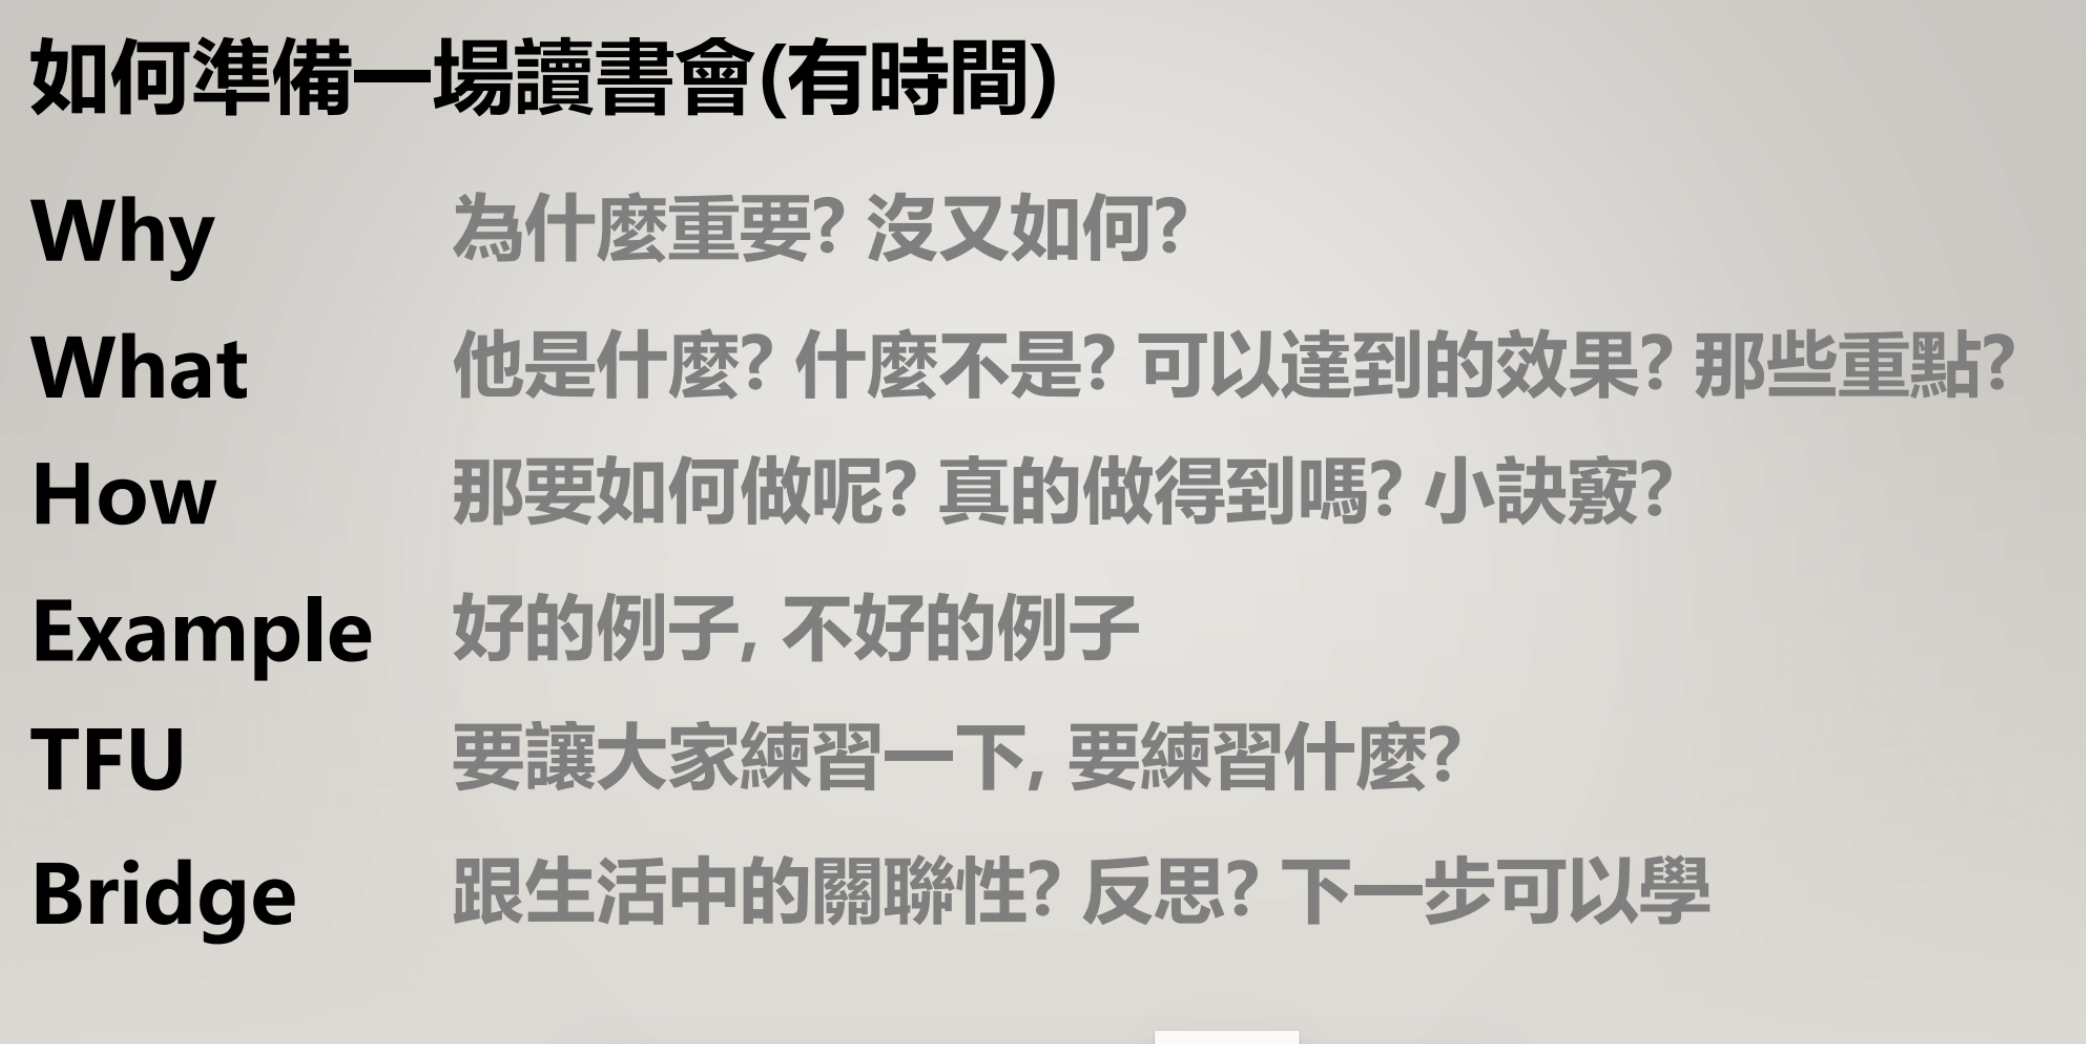 如何準備一場讀書會(有時間)
Why 為什麼重要? 沒又如何?
What 他是什麼? 什麼不是? 可以達到的效果? 那些重點?
How 那要如何做呢? 真的做得到嗎? 小訣竅?
Example 好的例子, 不好的例子
TFU 要讓大家練習一下, 要練習什麼?
Bridge 跟生活中的關聯性? 反思? 下一步可以學